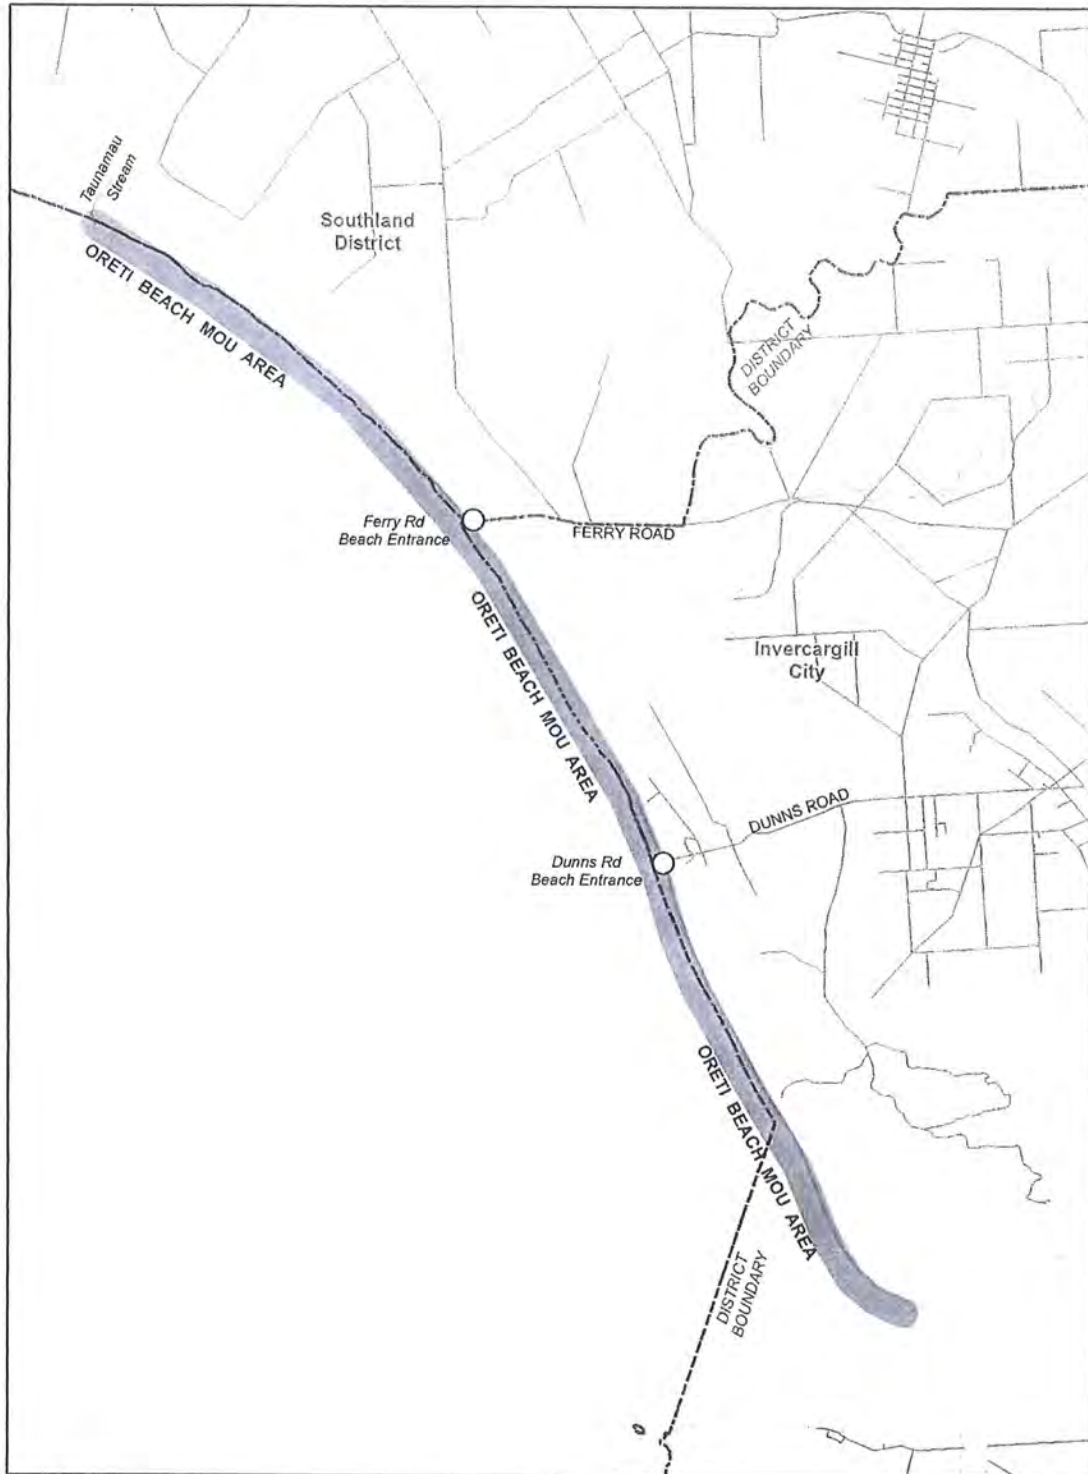 Taunamau
Stream
Southland
District
ORETI BEACH MOU AREA
DISTRICT
BOUNDARY
Ferry Rd
Beach Entrance
FERRY ROAD
ORETI BEACH MOU AREA
Invercargill
City
DUNNS ROAD
Dunns Rd
Beach Entrance
ORETI BEACH MOU AREA
DISTRICT
BOUNDARY